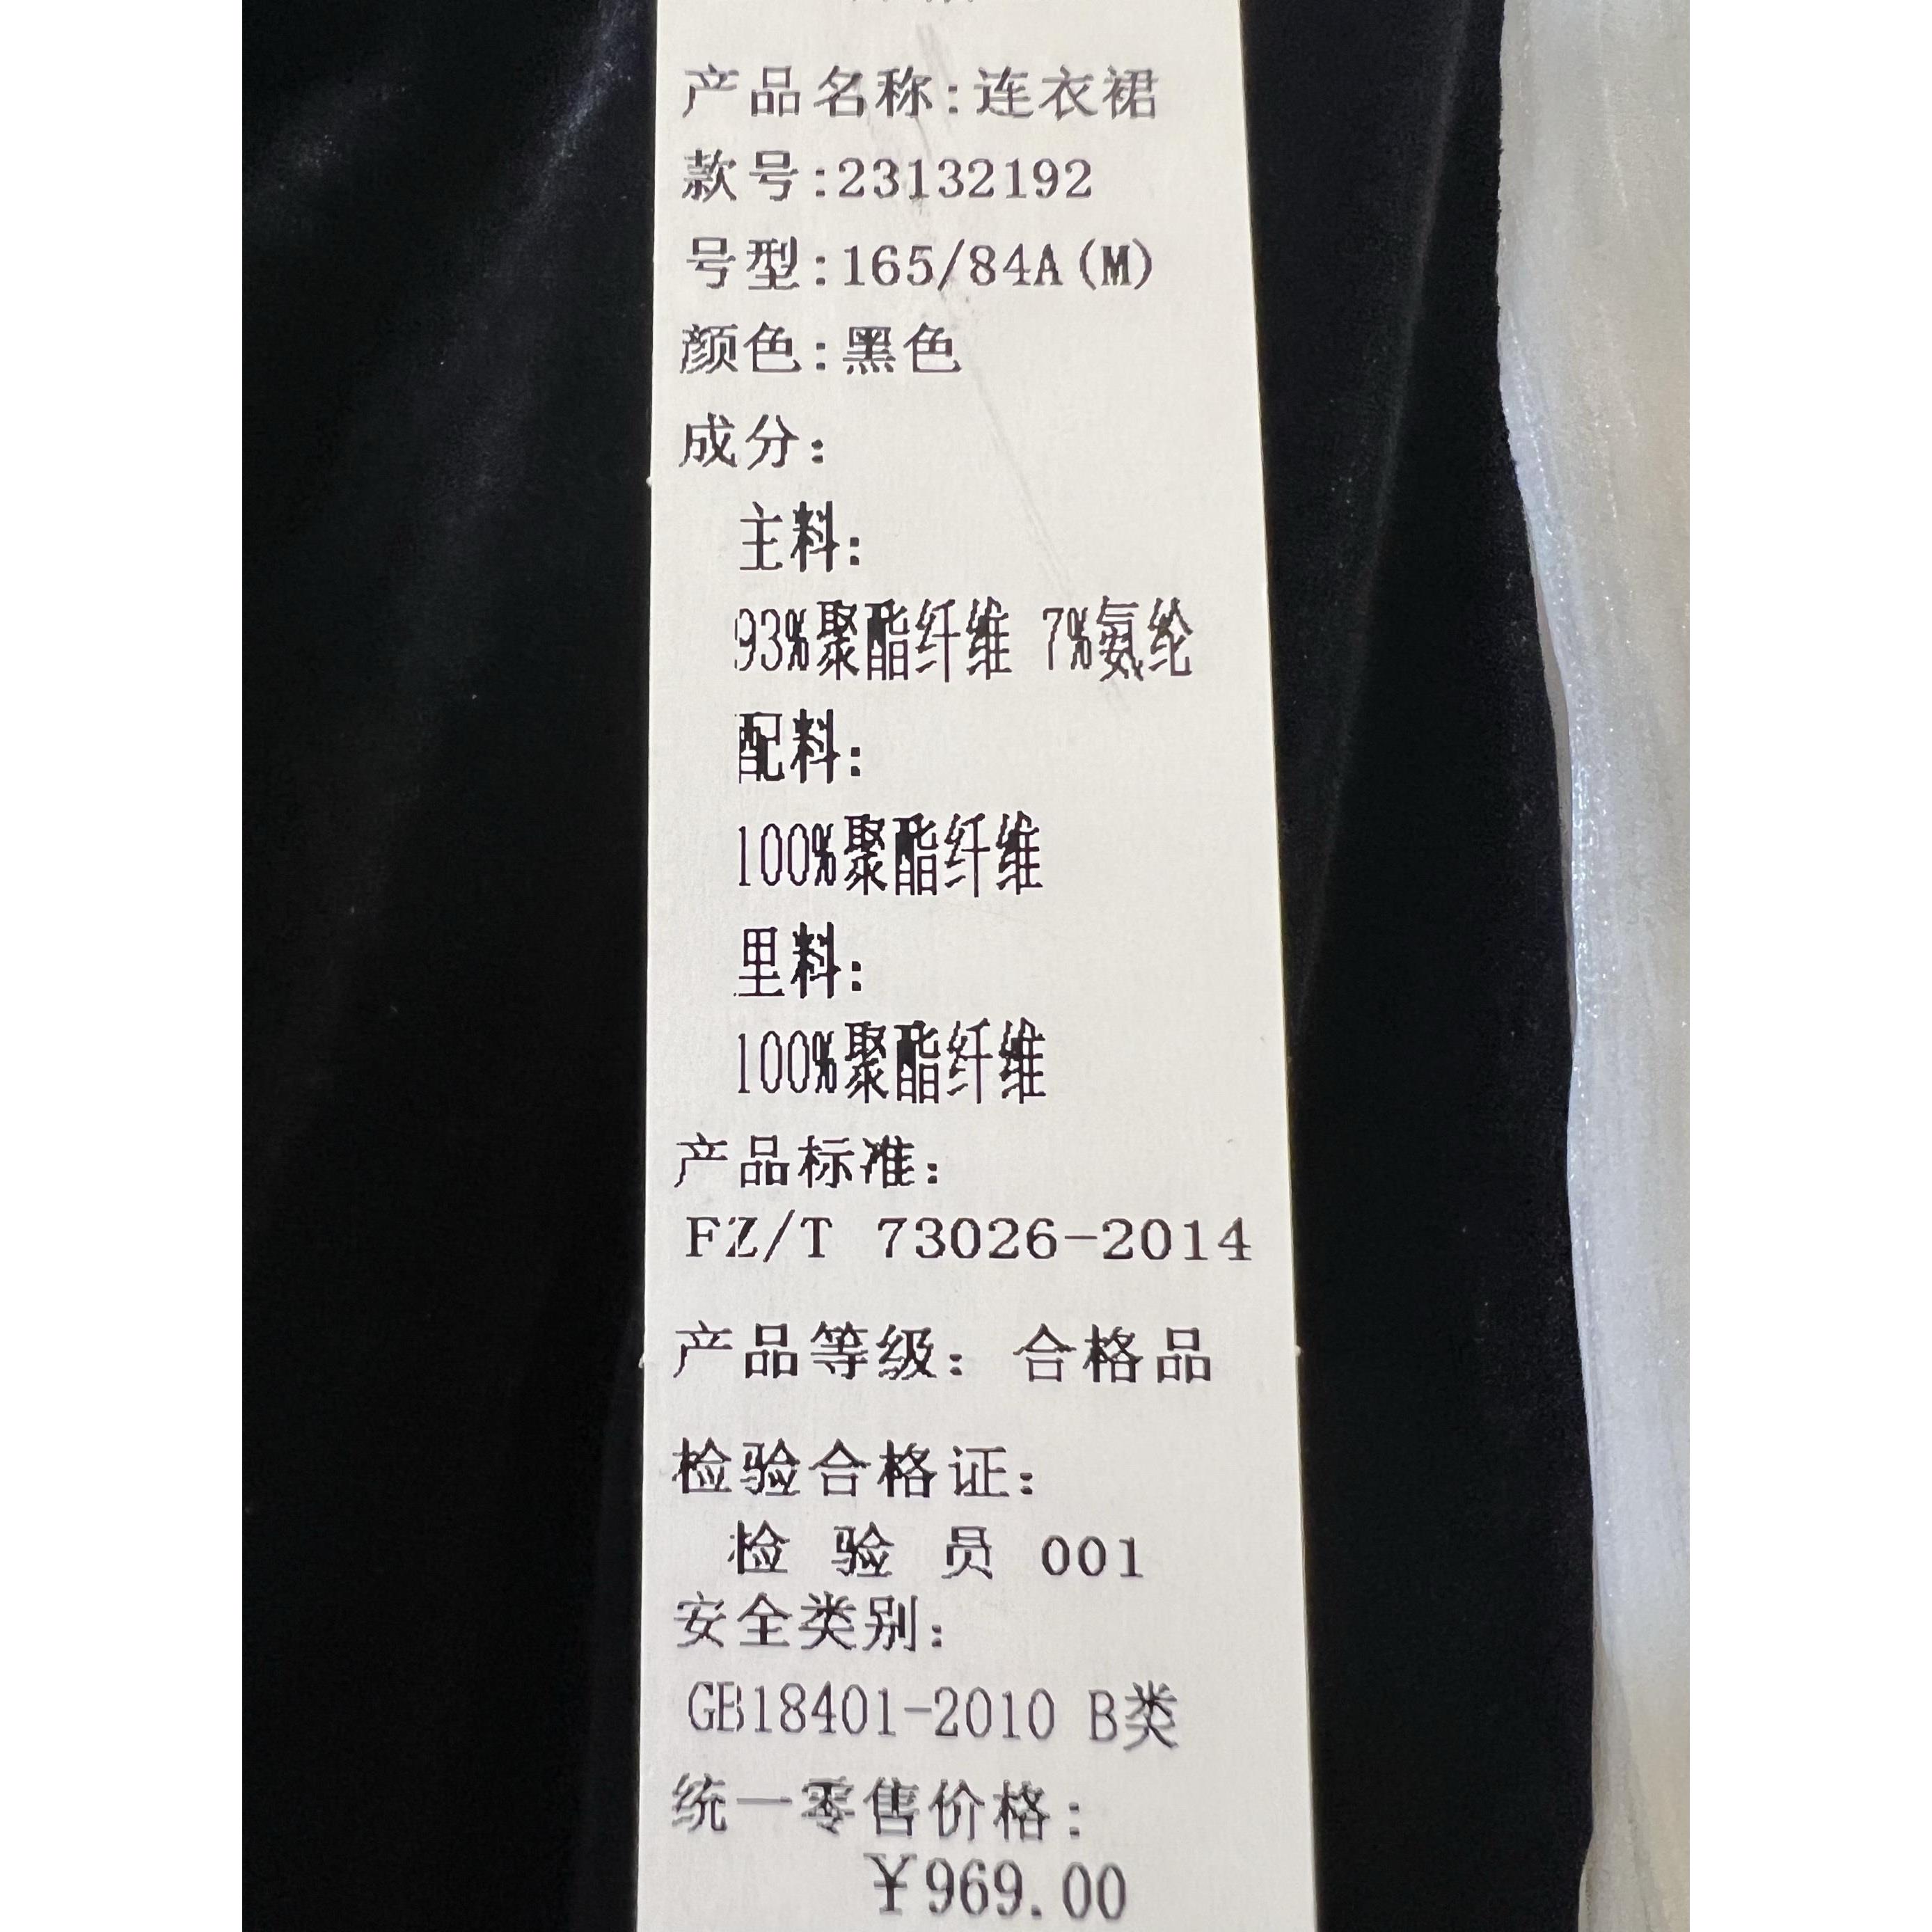 产品名称:连衣裙
款号:23132192
号型:165/84A(M)
颜色:黑色
成分:
主料:
93%聚酯纤维 7%氨纶
配料:
100%聚酯纤维
里料:
100%聚酯纤维
产品标准:
FZ/T 73026-2014
产品等级: 合格品
检验合格证:
检 验 员 001
安全类别:
GB18401-2010 B类
统一零售价格:
￥969.00